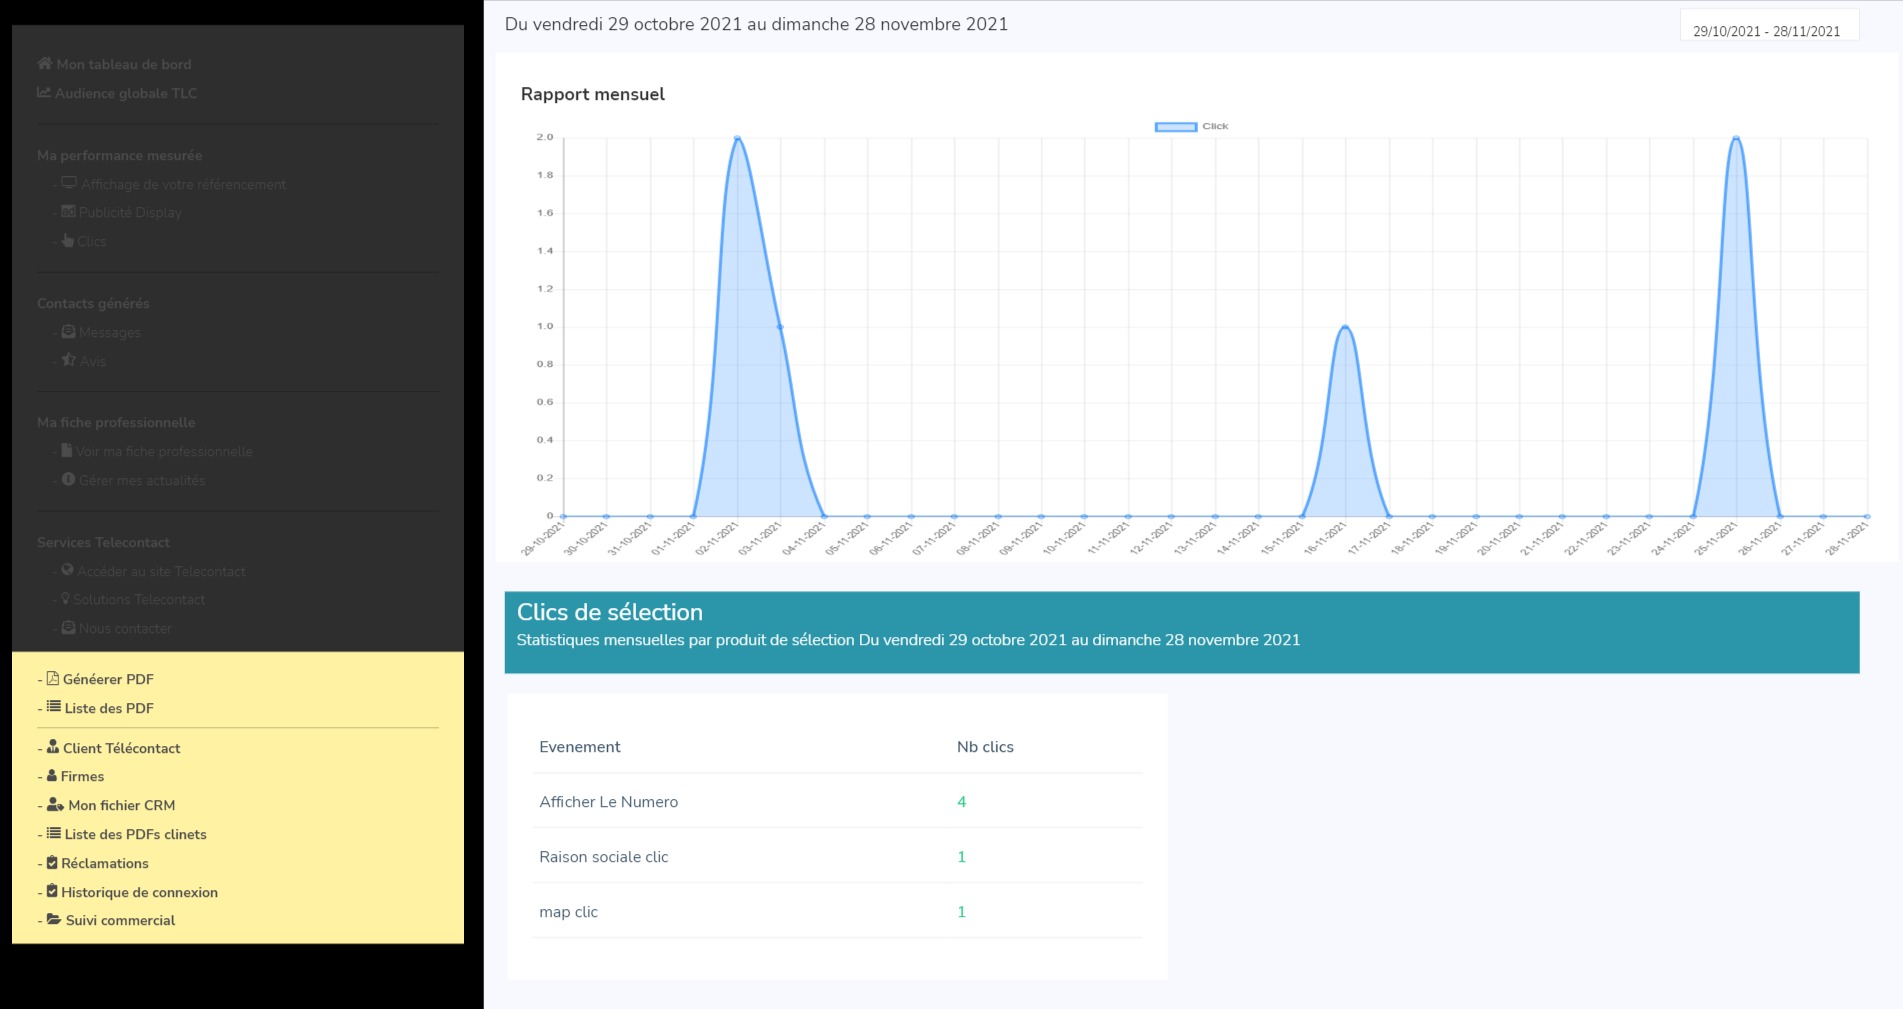 Mon tableau de bord
Audience globale TLC
Ma performance mesurée
- Affichage de votre référencement
- Publicité Display
- Clics
Contacts générés
- Messages
- Avis
Ma fiche professionnelle
- Voir ma fiche professionnelle
- Gérer mes actualités
Services Telecontact
- Accéder au site Telecontact
- Solutions Telecontact
- Nous contacter
- Généerer PDF
- Liste des PDF
- Client Télécontact
- Firmes
- Mon fichier CRM
- Liste des PDFs clinets
- Réclamations
- Historique de connexion
- Suivi commercial
Du vendredi 29 octobre 2021 au dimanche 28 novembre 2021
29/10/2021 - 28/11/2021
Rapport mensuel
Click
2.0
1.8
1.6
1.4
1.2
1.0
0.8
0.6
0.4
0.2
0
29-10-2021
30-10-2021
31-10-2021
01-11-2021
02-11-2021
03-11-2021
04-11-2021
05-11-2021
06-11-2021
07-11-2021
08-11-2021
09-11-2021
10-11-2021
11-11-2021
12-11-2021
13-11-2021
14-11-2021
15-11-2021
16-11-2021
17-11-2021
18-11-2021
19-11-2021
20-11-2021
21-11-2021
22-11-2021
23-11-2021
24-11-2021
25-11-2021
26-11-2021
27-11-2021
28-11-2021
Clics de sélection
Statistiques mensuelles par produit de sélection Du vendredi 29 octobre 2021 au dimanche 28 novembre 2021
Evenement Nb clics
Afficher Le Numero 4
Raison sociale clic 1
map clic 1